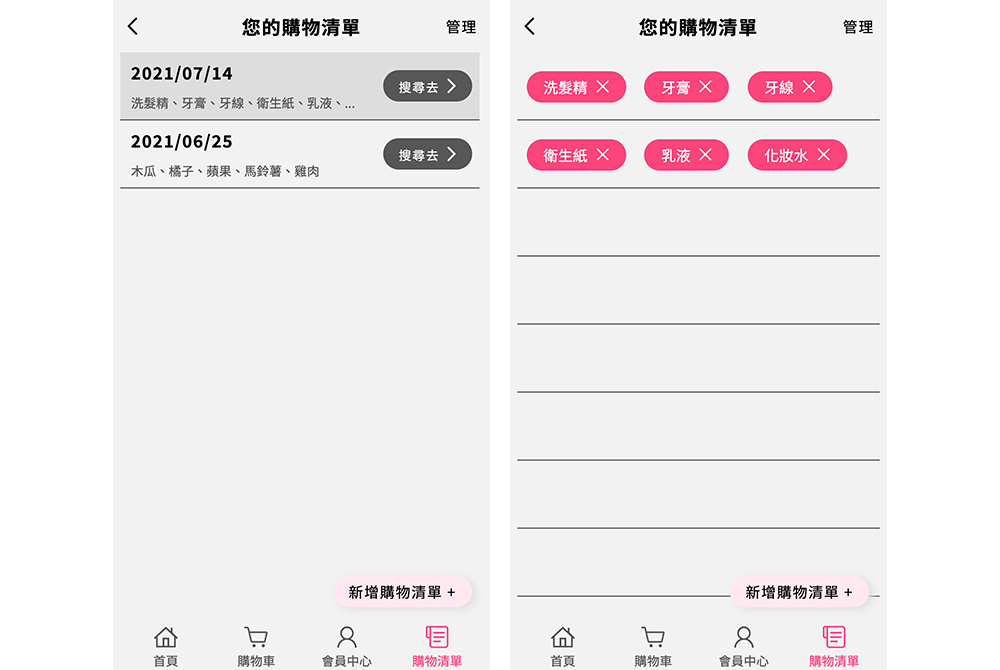 您的購物清單 管理
2021/07/14
洗髮精、牙膏、牙線、衛生紙、乳液、...
搜尋去
2021/06/25
木瓜、橘子、蘋果、馬鈴薯、雞肉
搜尋去
新增購物清單 +
首頁 購物車 會員中心 購物清單
您的購物清單 管理
洗髮精 牙膏 牙線
衛生紙 乳液 化妝水
新增購物清單 +
首頁 購物車 會員中心 購物清單